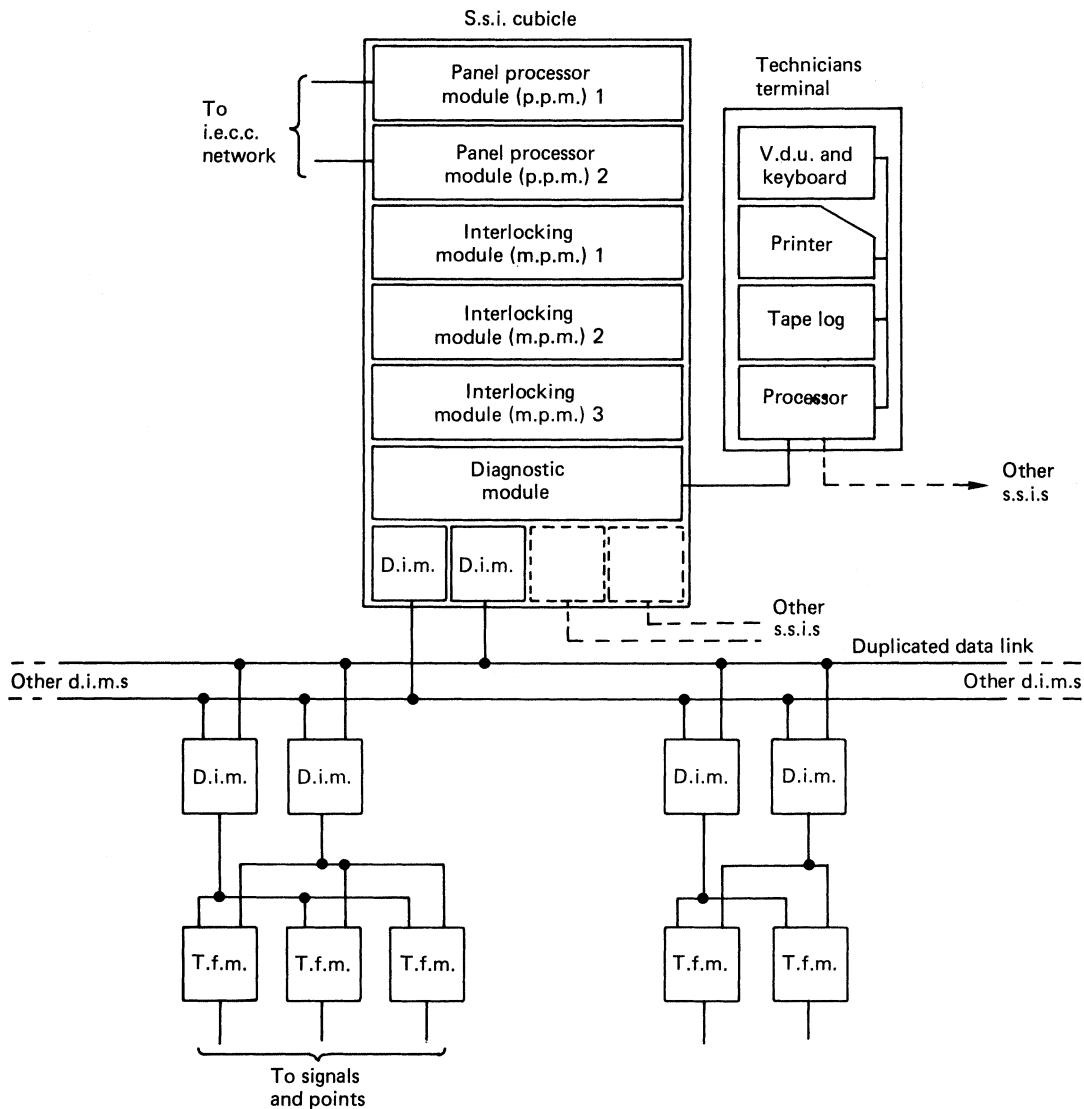 S.s.i. cubicle
Panel processor
module (p.p.m.) 1
To
i.e.c.c.
network
Panel processor
module (p.p.m.) 2
Interlocking
module (m.p.m.) 1
Interlocking
module (m.p.m.) 2
Interlocking
module (m.p.m.) 3
Diagnostic
module
D.i.m.
D.i.m.
Technicians
terminal
V.d.u. and
keyboard
Printer
Tape log
Processor
Other
s.s.i.s
Other
s.s.i.s
Duplicated data link
Other d.i.m.s
Other d.i.m.s
D.i.m.
D.i.m.
D.i.m.
D.i.m.
T.f.m.
T.f.m.
T.f.m.
T.f.m.
T.f.m.
To signals
and points